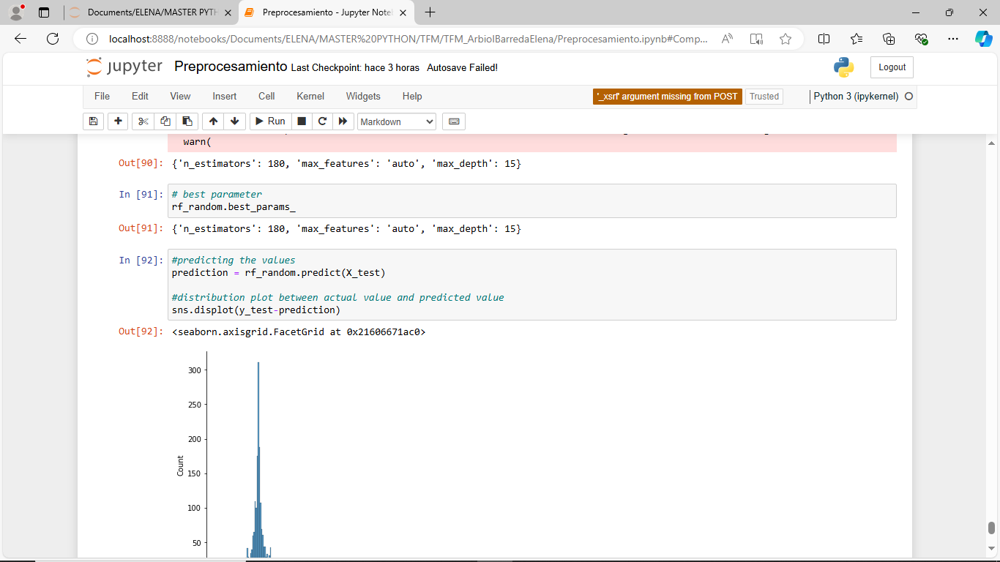 Documents/ELENA/MASTER PYTH
Preprocesamiento - Jupyter Note
localhost:8888/notebooks/Documents/ELENA/MASTER%20PYTHON/TFM/TFM_ArbiolBarredaElena/Preprocesamiento.ipynb#Comp...
jupyter Preprocesamiento Last Checkpoint: hace 3 horas Autosave Failed!
Logout
File Edit View Insert Cell Kernel Widgets Help
'_xsrf' argument missing from POST
Trusted
Python 3 (ipykernel)
Run
Markdown
warn(
Out[90]: {'n_estimators': 180, 'max_features': 'auto', 'max_depth': 15}
In [91]: # best parameter
rf_random.best_params_
Out[91]: {'n_estimators': 180, 'max_features': 'auto', 'max_depth': 15}
In [92]: #predicting the values
prediction = rf_random.predict(X_test)
#distribution plot between actual value and predicted value
sns.displot(y_test-prediction)
Out[92]: <seaborn.axisgrid.FacetGrid at 0x21606671ac0>
300
250
200
Count
150
100
50